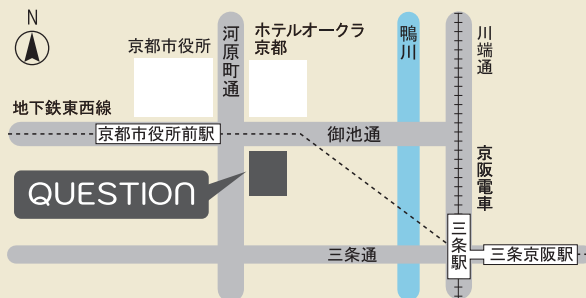 N
京都市役所
河原町通
ホテルオークラ
京都
鴨川
川端通
地下鉄東西線
京都市役所前駅
御池通
京阪電車
QUESTION
三条通
三条駅
三条京阪駅